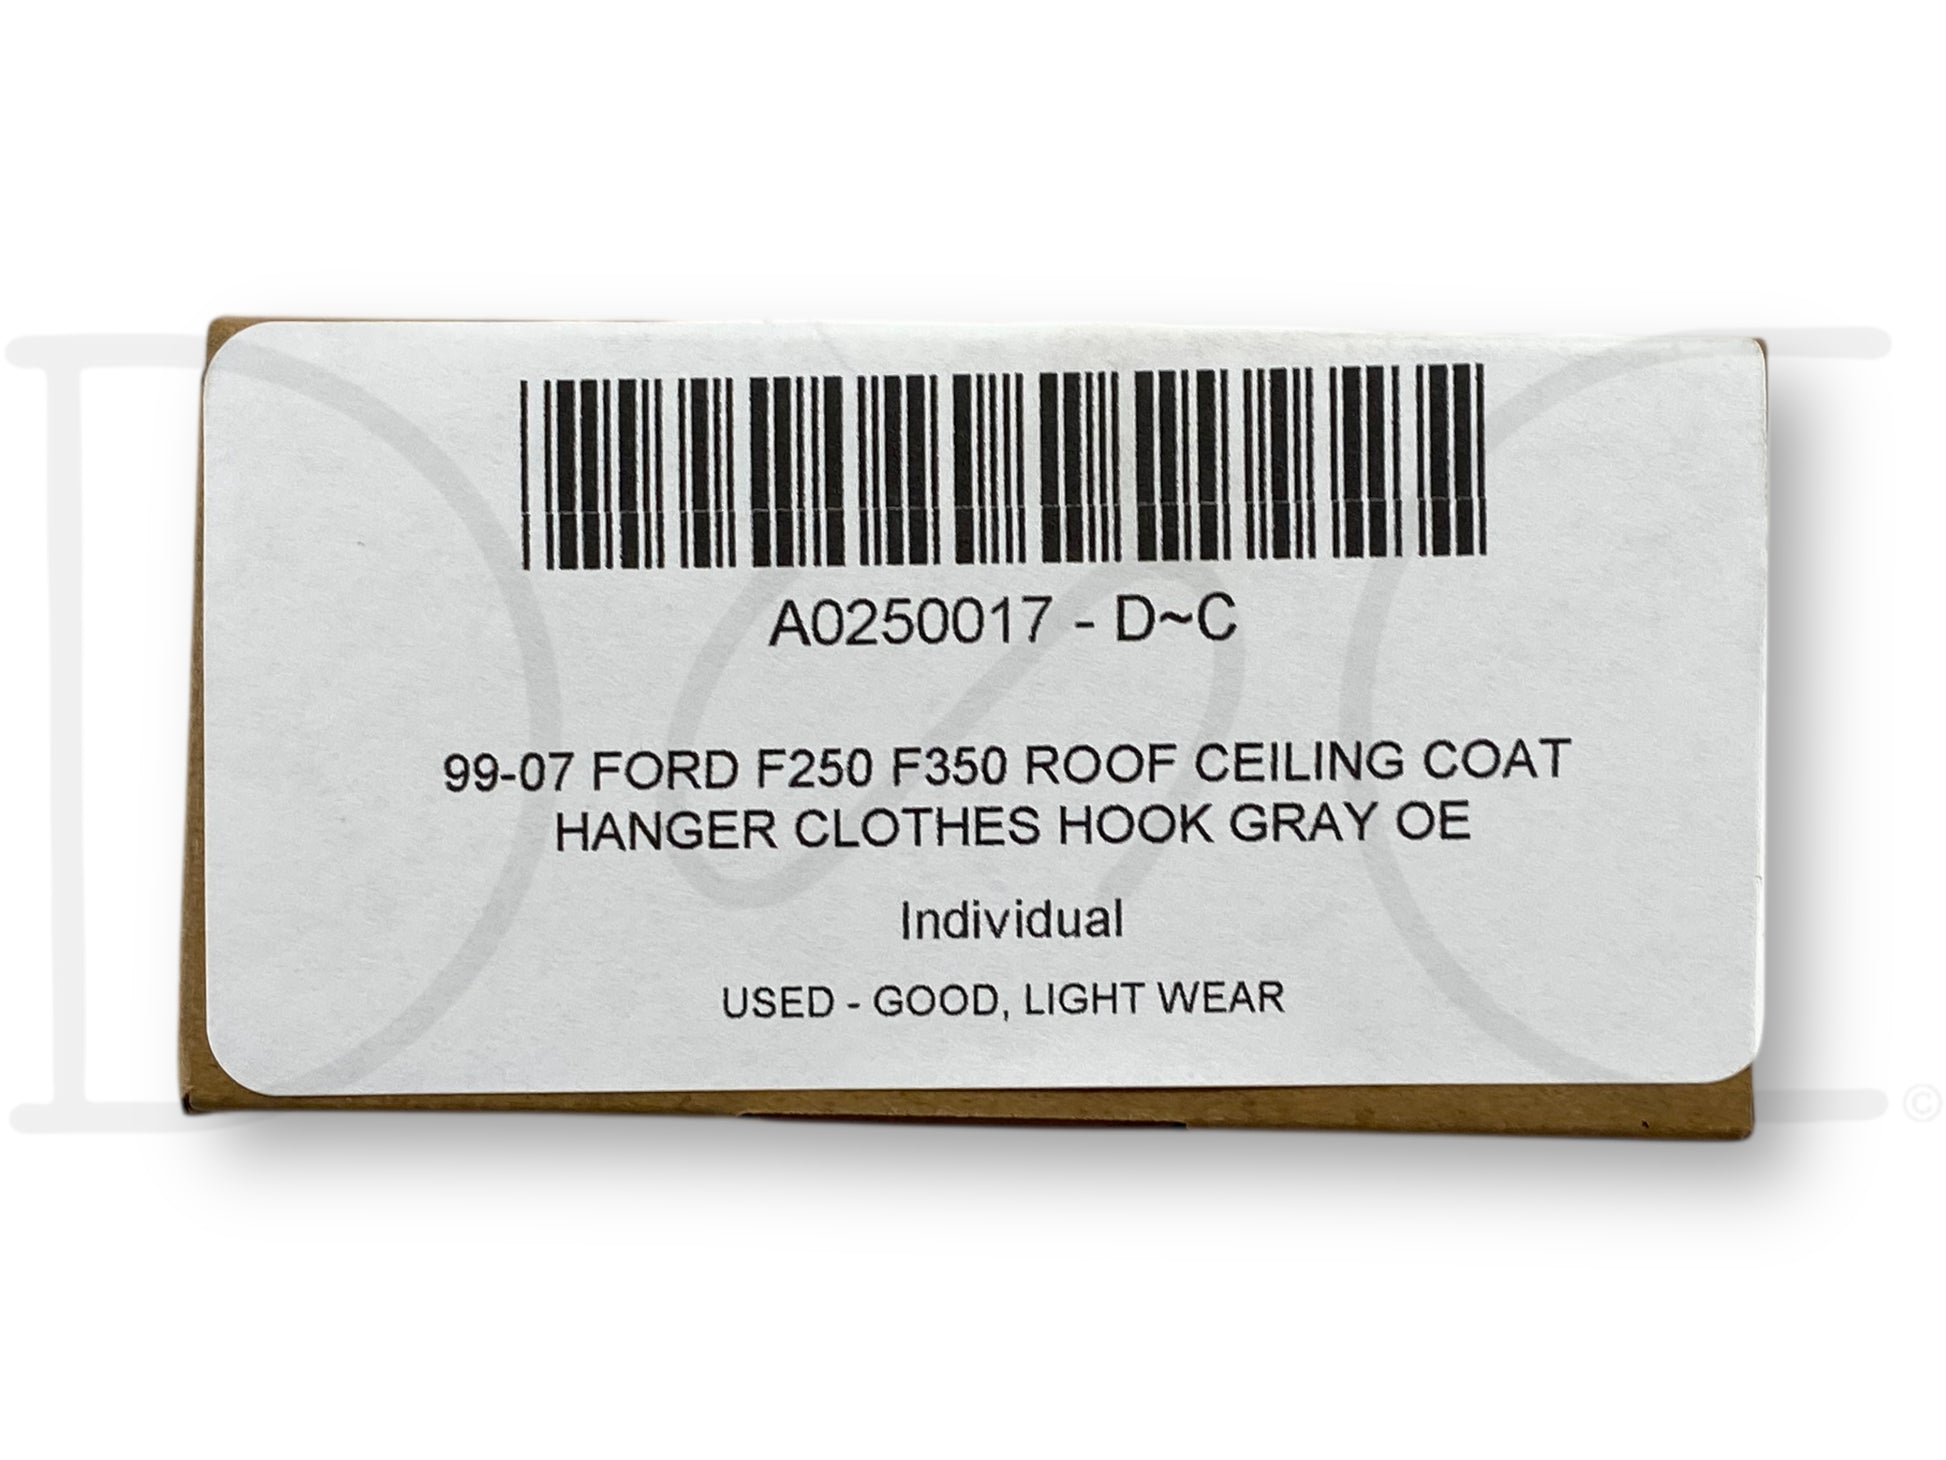 A0250017 - D~C
99-07 FORD F250 F350 ROOF CEILING COAT
HANGER CLOTHES HOOK GRAY OE
Individual
USED - GOOD, LIGHT WEAR
©